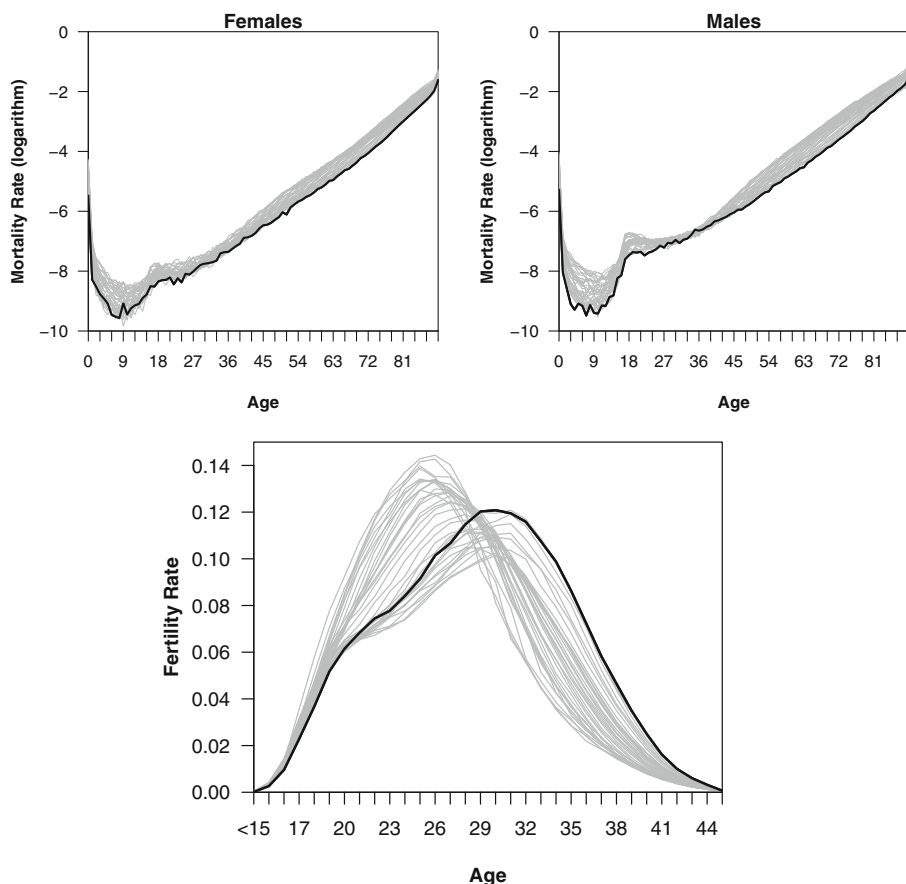 Females
Mortality Rate (logarithm)
0
−2
−4
−6
−8
−10
0 9 18 27 36 45 54 63 72 81
Age
Males
Mortality Rate (logarithm)
0
−2
−4
−6
−8
−10
0 9 18 27 36 45 54 63 72 81
Age
Fertility Rate
0.14
0.12
0.10
0.08
0.06
0.04
0.02
0.00
<15 17 20 23 26 29 32 35 38 41 44
Age